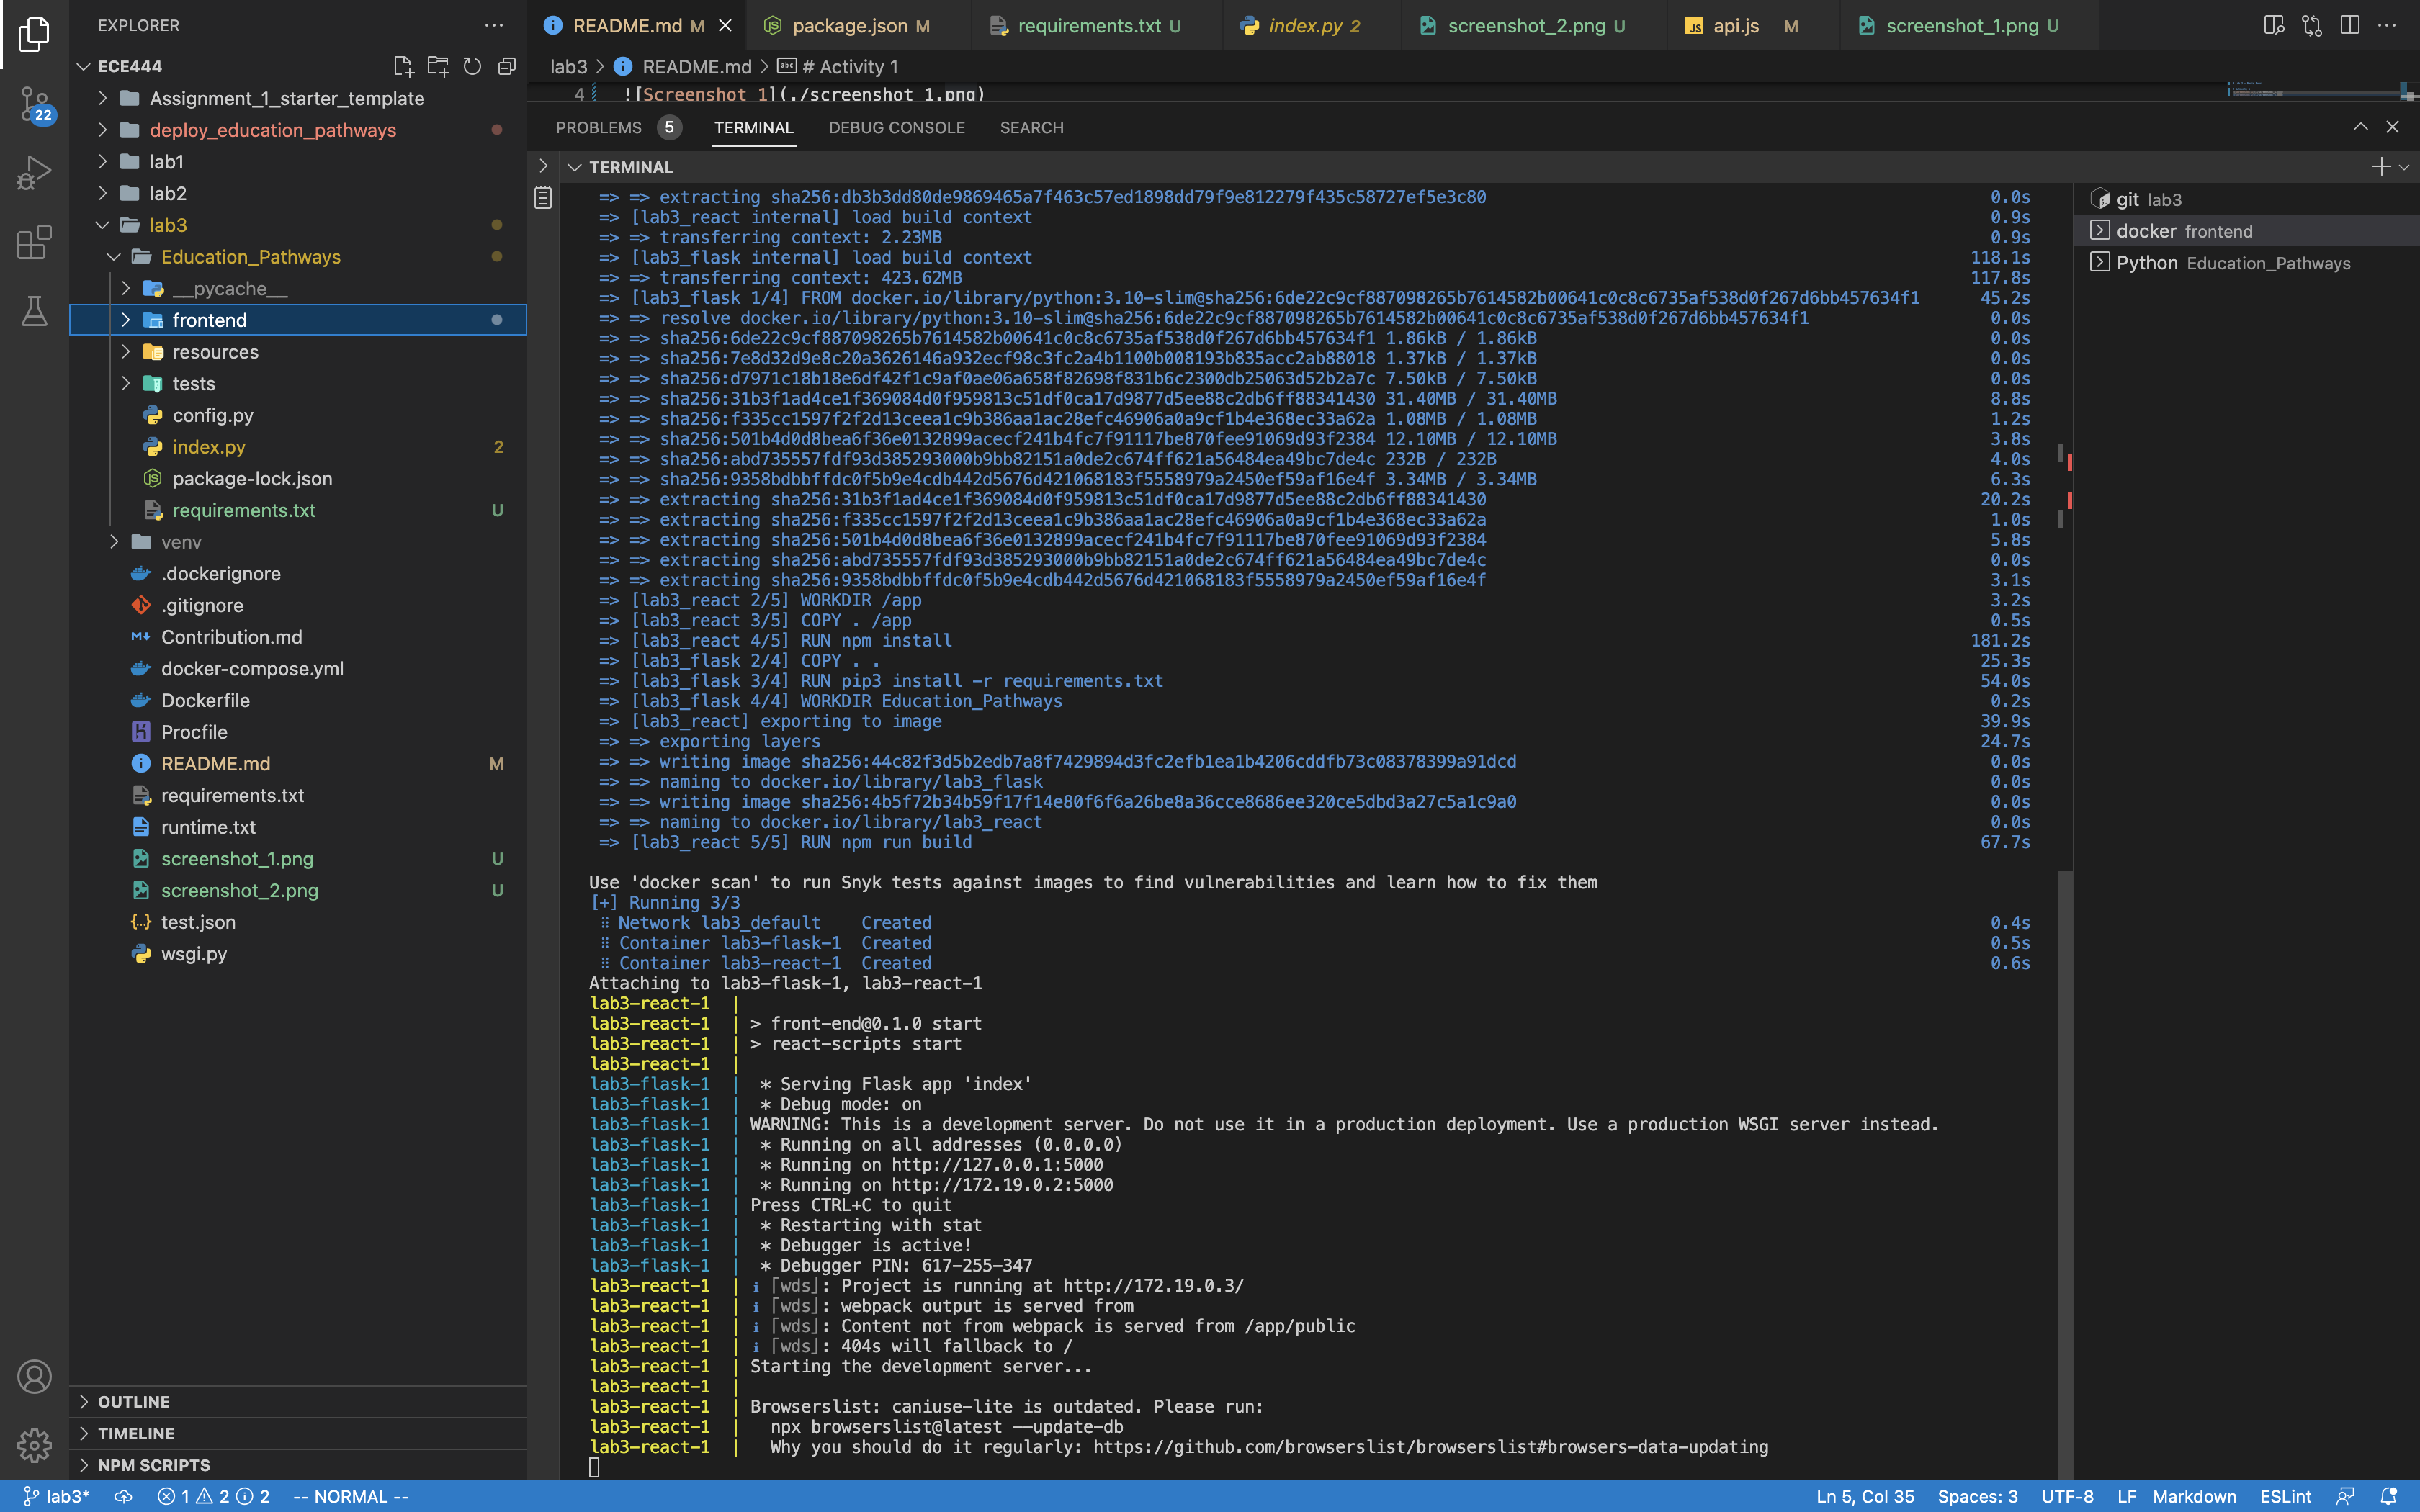 EXPLORER
ECE444
Assignment_1_starter_template
deploy_education_pathways
lab1
lab2
lab3
Education_Pathways
__pycache__
frontend
resources
tests
config.py
index.py 2
package-lock.json
requirements.txt U
venv
.dockerignore
.gitignore
Contribution.md
docker-compose.yml
Dockerfile
Procfile
README.md M
requirements.txt
runtime.txt
screenshot_1.png U
screenshot_2.png U
test.json
wsgi.py
OUTLINE
TIMELINE
NPM SCRIPTS
22
README.md M
package.json M
requirements.txt U
index.py 2
screenshot_2.png U
api.js M
screenshot_1.png U
lab3 > README.md > # Activity 1
4 ![Screenshot 1](./screenshot_1.png)
PROBLEMS 5 TERMINAL DEBUG CONSOLE SEARCH
TERMINAL
=> => extracting sha256:db3b3dd80de9869465a7f463c57ed1898dd79f9e812279f435c58727ef5e3c80 0.0s
=> => [lab3_react internal] load build context 0.9s
=> => transferring context: 2.23MB 0.9s
=> [lab3_flask internal] load build context 118.1s
=> => transferring context: 423.62MB 117.8s
=> [lab3_flask 1/4] FROM docker.io/library/python:3.10-slim@sha256:6de22c9cf887098265b7614582b00641c0c8c6735af538d0f267d6bb457634f1 45.2s
=> => resolve docker.io/library/python:3.10-slim@sha256:6de22c9cf887098265b7614582b00641c0c8c6735af538d0f267d6bb457634f1 0.0s
=> => sha256:6de22c9cf887098265b7614582b00641c0c8c6735af538d0f267d6bb457634f1 1.86kB / 1.86kB 0.0s
=> => sha256:7e8d32d9e8c20a3626146a932ecf98c3fc2a4b1100b008193b835acc2ab88018 1.37kB / 1.37kB 0.0s
=> => sha256:d7971c18b18e6df42f1c9af0ae06a658f82698f831b6c2300db25063d52b2a7c 7.50kB / 7.50kB 0.0s
=> => sha256:31b3f1ad4ce1f369084d0f959813c51df0ca17d9877d5ee88c2db6ff88341430 31.40MB / 31.40MB 8.8s
=> => sha256:f335cc1597f2f2d13ceea1c9b386aa1ac28efc46906a0a9cf1b4e368ec33a62a 1.08MB / 1.08MB 1.2s
=> => sha256:501b4d0d8bea6f36e0132899acecf241b4fc7f91117be870fee91069d93f2384 12.10MB / 12.10MB 3.8s
=> => sha256:abd735557fdf93d385293000b9bb82151a0de2c674ff621a56484ea49bc7de4c 232B / 232B 4.0s
=> => sha256:9358bdbbffdc0f5b9e4cdb442d5676d421068183f5558979a2450ef59af16e4f 3.34MB / 3.34MB 6.3s
=> => extracting sha256:31b3f1ad4ce1f369084d0f959813c51df0ca17d9877d5ee88c2db6ff88341430 20.2s
=> => extracting sha256:f335cc1597f2f2d13ceea1c9b386aa1ac28efc46906a0a9cf1b4e368ec33a62a 1.0s
=> => extracting sha256:501b4d0d8bea6f36e0132899acecf241b4fc7f91117be870fee91069d93f2384 5.8s
=> => extracting sha256:abd735557fdf93d385293000b9bb82151a0de2c674ff621a56484ea49bc7de4c 0.0s
=> => extracting sha256:9358bdbbffdc0f5b9e4cdb442d5676d421068183f5558979a2450ef59af16e4f 3.1s
=> [lab3_react 2/5] WORKDIR /app 3.2s
=> [lab3_react 3/5] COPY . /app 0.5s
=> [lab3_react 4/5] RUN npm install 181.2s
=> [lab3_flask 2/4] COPY . . 25.3s
=> [lab3_flask 3/4] RUN pip3 install -r requirements.txt 54.0s
=> [lab3_flask 4/4] WORKDIR Education_Pathways 0.2s
=> [lab3_react] exporting to image 39.9s
=> => exporting layers 24.7s
=> => writing image sha256:44c82f3d5b2edb7a8f7429894d3fc2efb1ea1b4206cddfb73c08378399a91dcd 0.0s
=> => naming to docker.io/library/lab3_flask 0.0s
=> => writing image sha256:4b5f72b34b59f17f14e80f6f6a26be8a36cce8686ee320ce5dbd3a27c5a1c9a0 0.0s
=> => naming to docker.io/library/lab3_react 0.0s
=> [lab3_react 5/5] RUN npm run build 67.7s
Use 'docker scan' to run Snyk tests against images to find vulnerabilities and learn how to fix them
[+] Running 3/3
⠿ Network lab3_default Created 0.4s
⠿ Container lab3-flask-1 Created 0.5s
⠿ Container lab3-react-1 Created 0.6s
Attaching to lab3-flask-1, lab3-react-1
lab3-react-1 |
lab3-react-1 | > front-end@0.1.0 start
lab3-react-1 | > react-scripts start
lab3-react-1 |
lab3-flask-1 | * Serving Flask app 'index'
lab3-flask-1 | * Debug mode: on
lab3-flask-1 | WARNING: This is a development server. Do not use it in a production deployment. Use a production WSGI server instead.
lab3-flask-1 | * Running on all addresses (0.0.0.0)
lab3-flask-1 | * Running on http://127.0.0.1:5000
lab3-flask-1 | * Running on http://172.19.0.2:5000
lab3-flask-1 | Press CTRL+C to quit
lab3-flask-1 | * Restarting with stat
lab3-flask-1 | * Debugger is active!
lab3-flask-1 | * Debugger PIN: 617-255-347
lab3-react-1 | ℹ ｢wds｣: Project is running at http://172.19.0.3/
lab3-react-1 | ℹ ｢wds｣: webpack output is served from
lab3-react-1 | ℹ ｢wds｣: Content not from webpack is served from /app/public
lab3-react-1 | ℹ ｢wds｣: 404s will fallback to /
lab3-react-1 | Starting the development server...
lab3-react-1 |
lab3-react-1 | Browserslist: caniuse-lite is outdated. Please run:
lab3-react-1 | npx browserslist@latest --update-db
lab3-react-1 | Why you should do it regularly: https://github.com/browserslist/browserslist#browsers-data-updating
git lab3
docker frontend
Python Education_Pathways
lab3* 1 2 2 -- NORMAL -- Ln 5, Col 35 Spaces: 3 UTF-8 LF Markdown ESLint